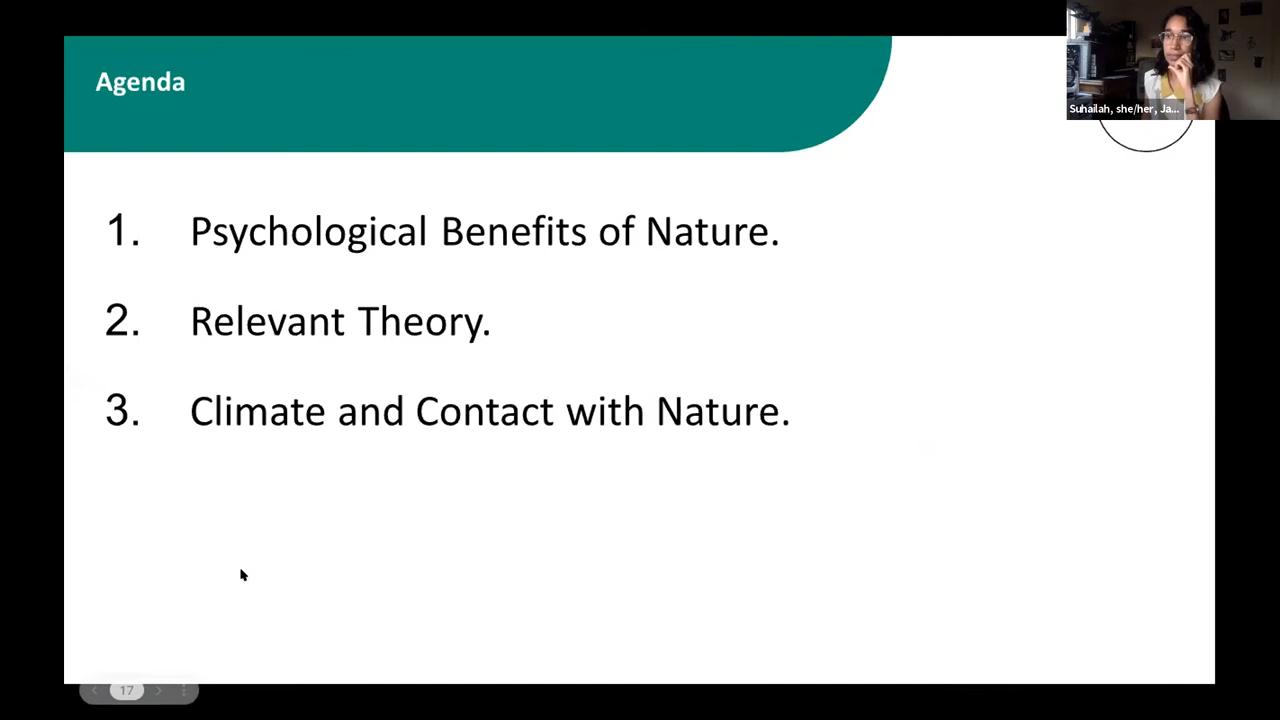 Agenda
Suhailah, she/her, Ja...
1. Psychological Benefits of Nature.
2. Relevant Theory.
3. Climate and Contact with Nature.
17